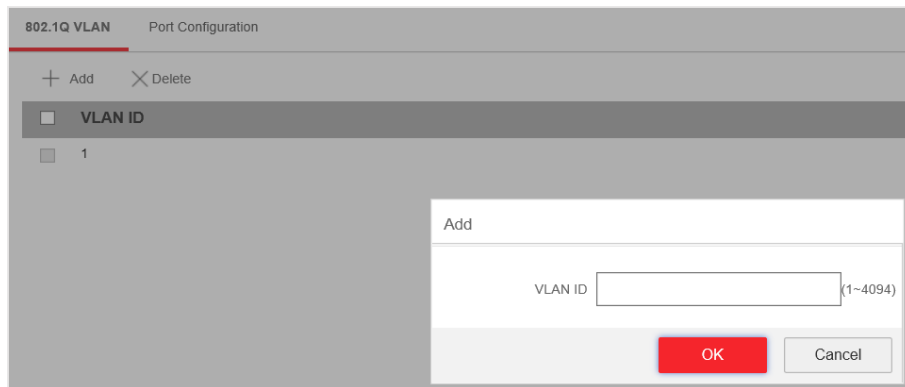 802.1Q VLAN Port Configuration
Add Delete
VLAN ID
1
Add
VLAN ID (1~4094)
OK Cancel